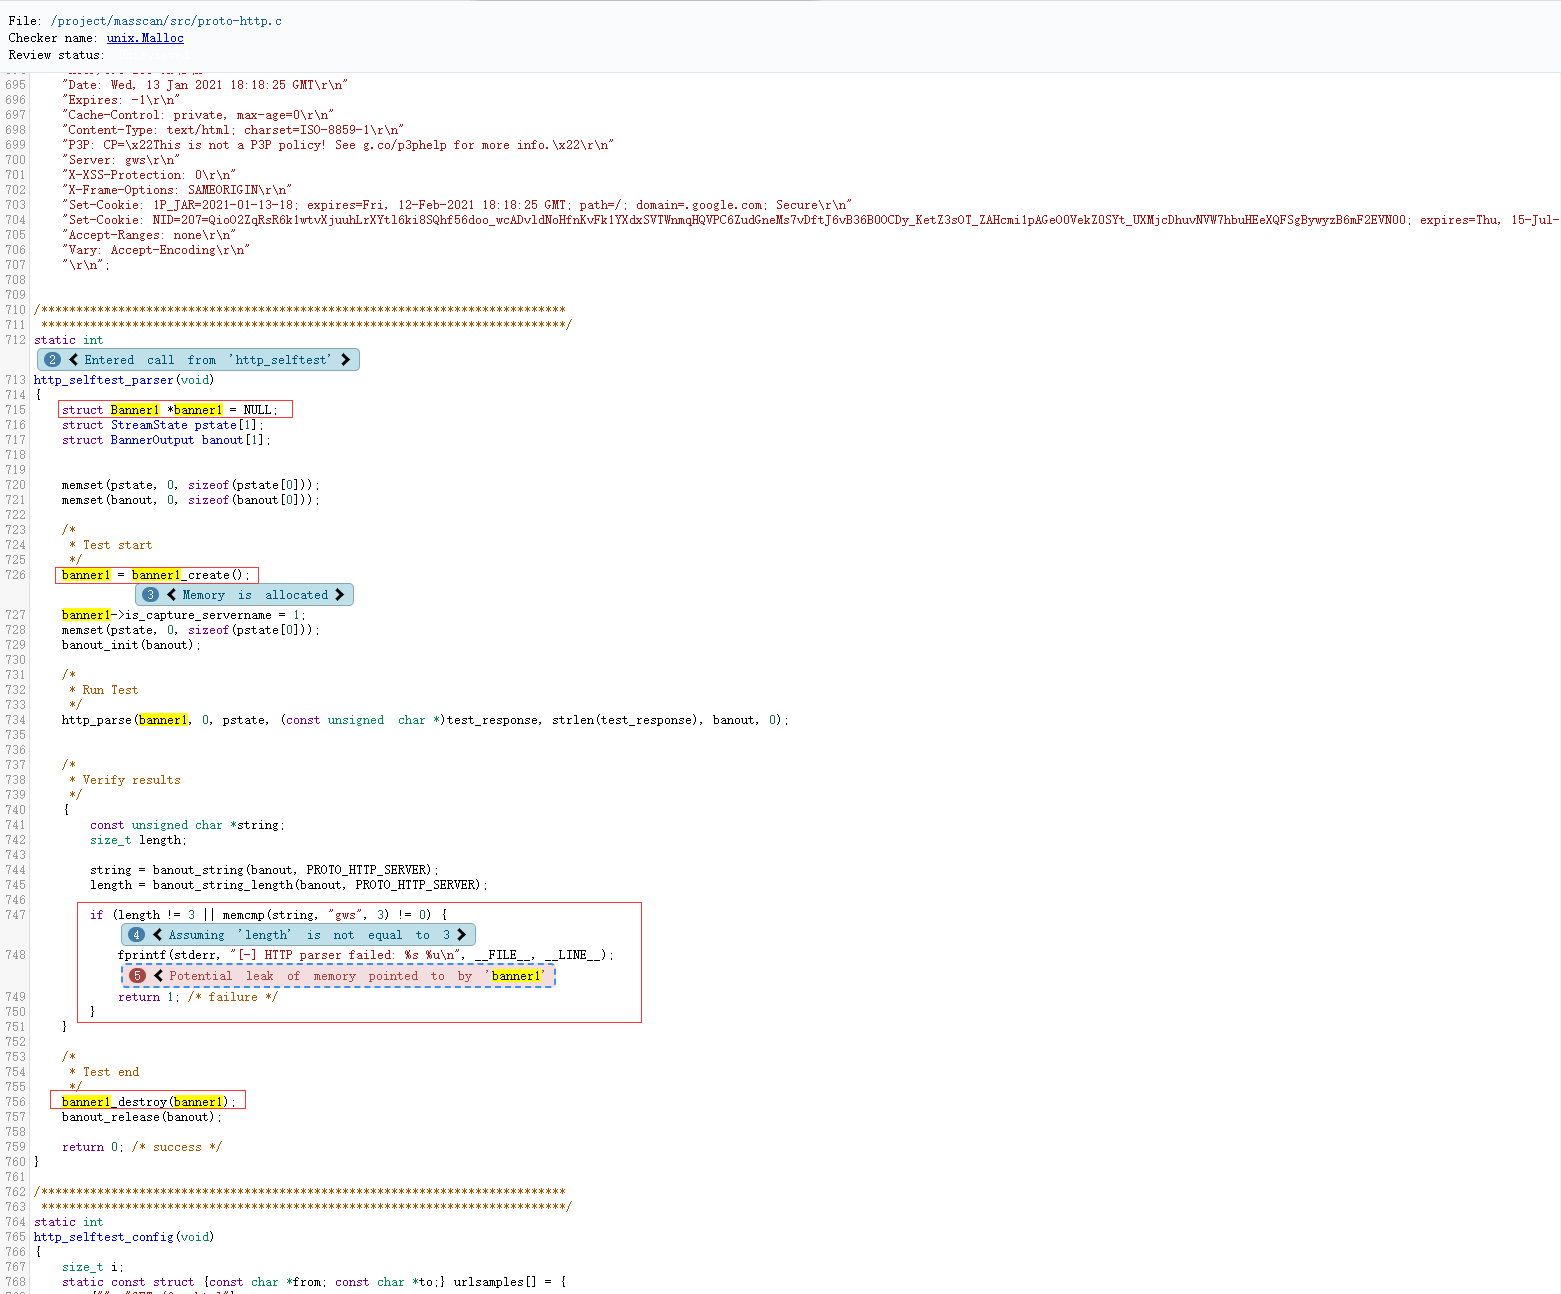 File: /project/masscan/src/proto-http.c
Checker name: unix.Malloc
Review status:
695 "Date: Wed, 13 Jan 2021 18:18:25 GMT\r\n"
696 "Expires: -1\r\n"
697 "Cache-Control: private, max-age=0\r\n"
698 "Content-Type: text/html; charset=ISO-8859-1\r\n"
699 "P3P: CP=\x22This is not a P3P policy! See g.co/p3phelp for more info.\x22\r\n"
700 "Server: gws\r\n"
701 "X-XSS-Protection: 0\r\n"
702 "X-Frame-Options: SAMEORIGIN\r\n"
703 "Set-Cookie: 1P_JAR=2021-01-13-18; expires=Fri, 12-Feb-2021 18:18:25 GMT; path=/; domain=.google.com; Secure\r\n"
704 "Set-Cookie: expires=Thu, 15-Jul-
705 "Accept-Ranges: none\r\n"
706 "Vary: Accept-Encoding\r\n"
707 "\r\n";
708
709
710 /***************************************************************************
711 ***************************************************************************/
712 static int
2 Entered call from 'http_selftest'
713 http_selftest_parser(void)
714 {
715 struct Banner1 *banner1 = NULL;
716 struct StreamState pstate[1];
717 struct BannerOutput banout[1];
718
719
720 memset(pstate, 0, sizeof(pstate[0]));
721 memset(banout, 0, sizeof(banout[0]));
722
723 /*
724 * Test start
725 */
726 banner1 = banner1_create();
3 Memory is allocated
727 banner1->is_capture_servername = 1;
728 memset(pstate, 0, sizeof(pstate[0]));
729 banout_init(banout);
730
731 /*
732 * Run Test
733 */
734 http_parse(banner1, 0, pstate, (const unsigned char *)test_response, strlen(test_response), banout, 0);
735
736
737 /*
738 * Verify results
739 */
740 {
741 const unsigned char *string;
742 size_t length;
743
744 string = banout_string(banout, PROTO_HTTP_SERVER);
745 length = banout_string_length(banout, PROTO_HTTP_SERVER);
746
747 if (length != 3 || memcmp(string, "gws", 3) != 0) {
4 Assuming 'length' is not equal to 3
748 fprintf(stderr, "[-] HTTP parser failed: %s %u\n", __FILE__, __LINE__);
5 Potential leak of memory pointed to by 'banner1'
749 return 1; /* failure */
750 }
751 }
752
753 /*
754 * Test end
755 */
756 banner1_destroy(banner1);
757 banout_release(banout);
758
759 return 0; /* success */
760 }
761
762 /***************************************************************************
763 ***************************************************************************/
764 static int
765 http_selftest_config(void)
766 {
767 size_t i;
768 static const struct {const char *from; const char *to;} urlsamples[] = {